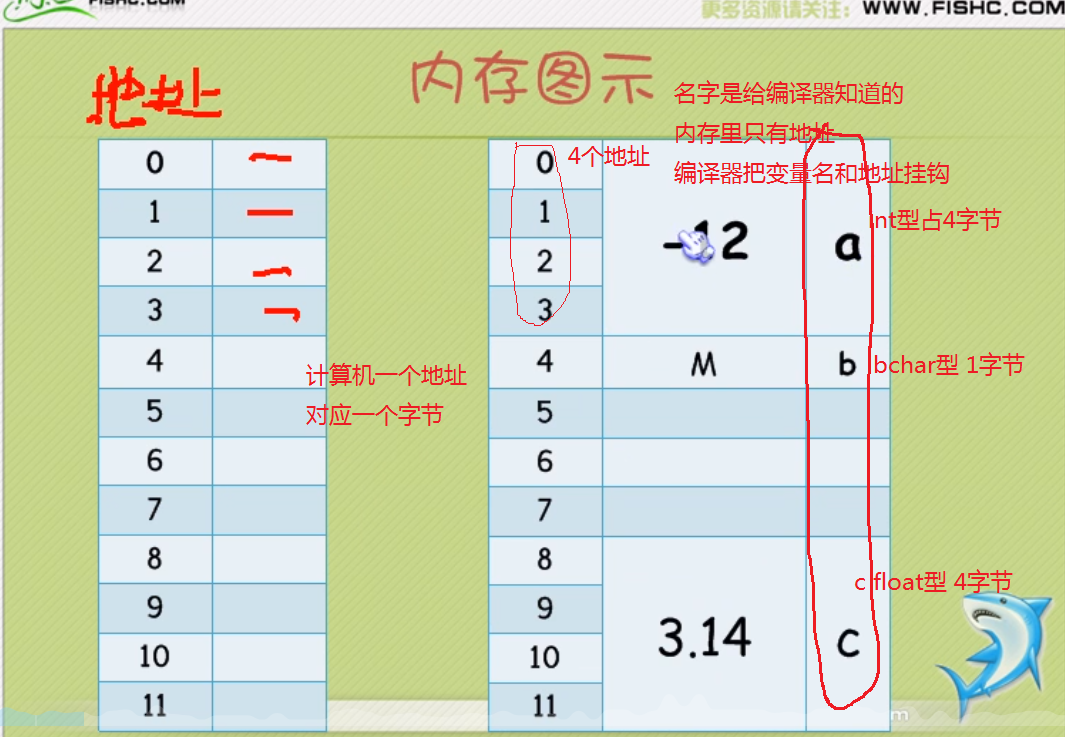 FISHC.COM
更多资源请关注：WWW.FISHC.COM
内存图示
地址
名字是给编译器知道的
内存里只有地址
编译器把变量名和地址挂钩
4个地址
int型占4字节
bchar型 1字节
c float型 4字节
计算机一个地址
对应一个字节
0 一
1 一
2
3
4
5
6
7
8
9
10
11
0
1
2
3
-12 a
4 M b
5
6
7
8
9
10
11
3.14 c
m